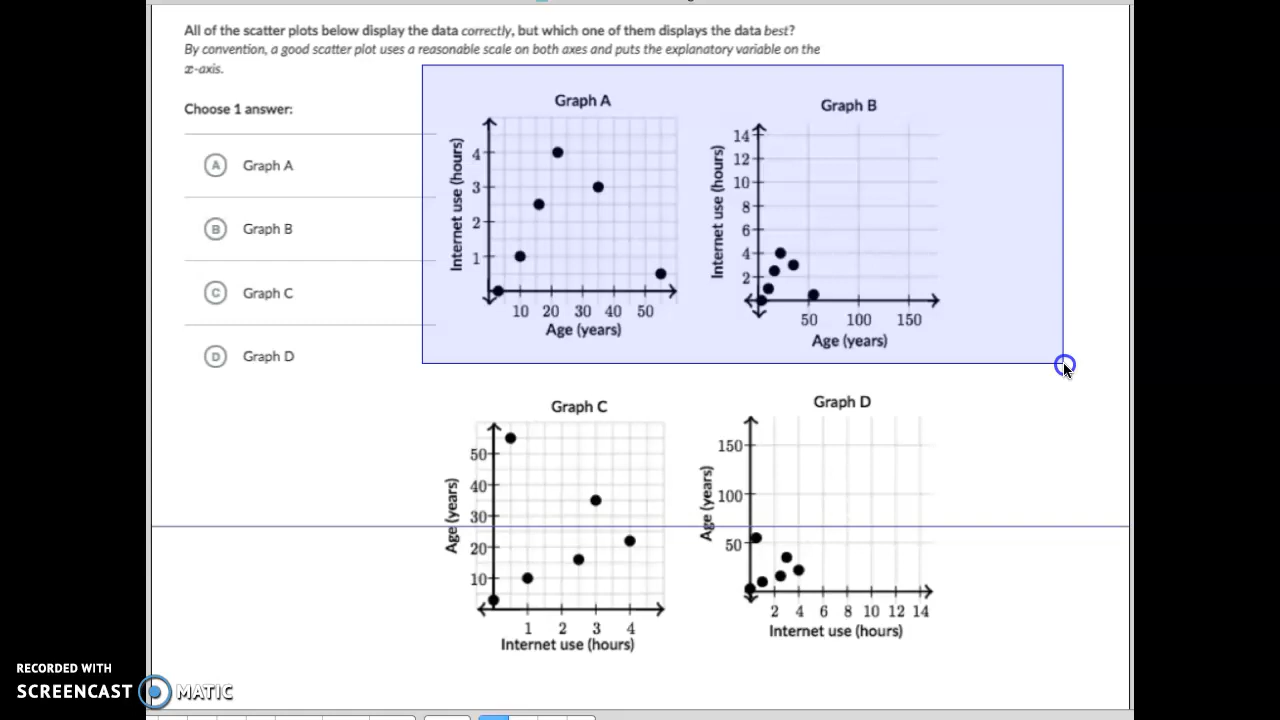 All of the scatter plots below display the data correctly, but which one of them displays the data best?
By convention, a good scatter plot uses a reasonable scale on both axes and puts the explanatory variable on the
x-axis.
Choose 1 answer:
A Graph A
B Graph B
C Graph C
D Graph D
Graph A
Internet use (hours)
4
3
2
1
10 20 30 40 50
Age (years)
Graph B
Internet use (hours)
14
12
10
8
6
4
2
50 100 150
Age (years)
Graph C
Age (years)
50
40
30
20
10
1 2 3 4
Internet use (hours)
Graph D
Age (years)
150
100
50
2 4 6 8 10 12 14
Internet use (hours)
RECORDED WITH
SCREENCAST MATIC